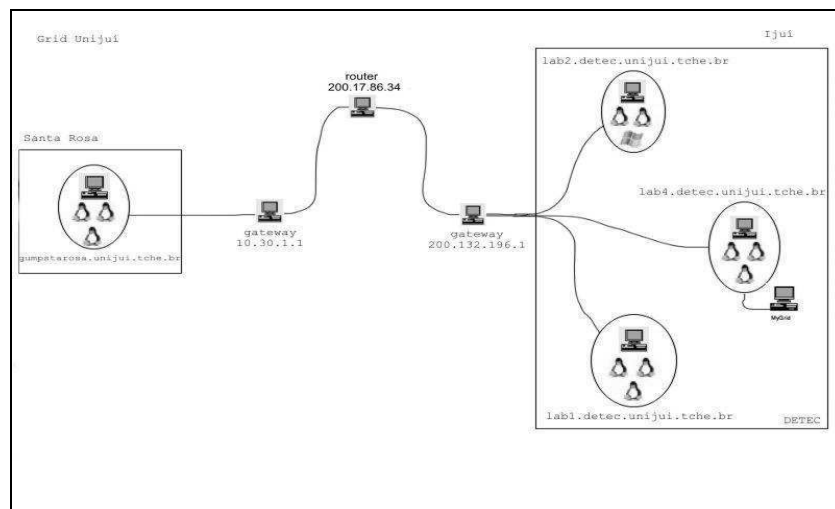 Grid Unijuí
Ijuí
lab2.detec.unijui.tche.br
router
200.17.86.34
Santa Rosa
lab4.detec.unijui.tche.br
gateway
10.30.1.1
gateway
200.132.196.1
gumpstarosa.unijui.tche.br
MyGrid
lab1.detec.unijui.tche.br
DETEC